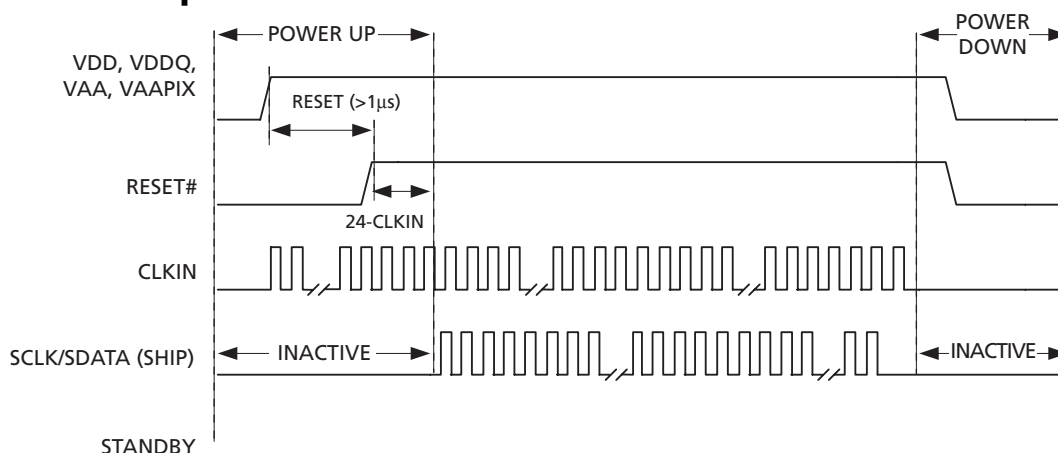 POWER UP
POWER
DOWN
VDD, VDDQ,
VAA, VAAPIX
RESET (>1μs)
RESET#
24-CLKIN
CLKIN
SCLK/SDATA (SHIP)
INACTIVE
INACTIVE
STANDBY